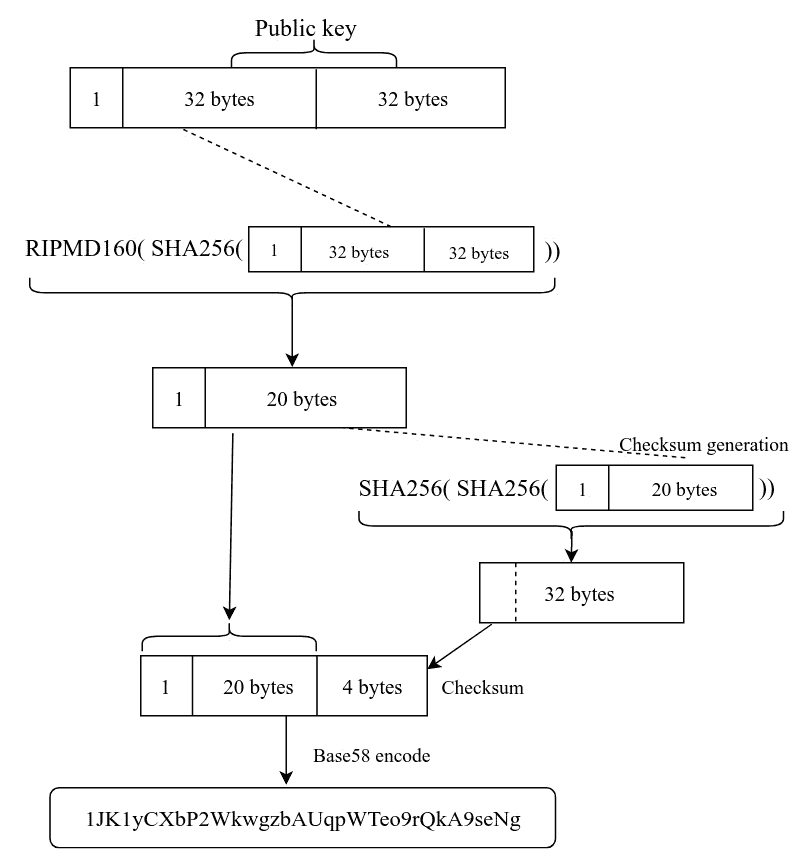 Public key
1 32 bytes 32 bytes
RIPMD160( SHA256( 1 32 bytes 32 bytes ))
1 20 bytes
Checksum generation
SHA256( SHA256( 1 20 bytes ))
32 bytes
1 20 bytes 4 bytes Checksum
Base58 encode
1JK1yCXbP2WkwgzbAUqpWTeo9rQkA9seNg